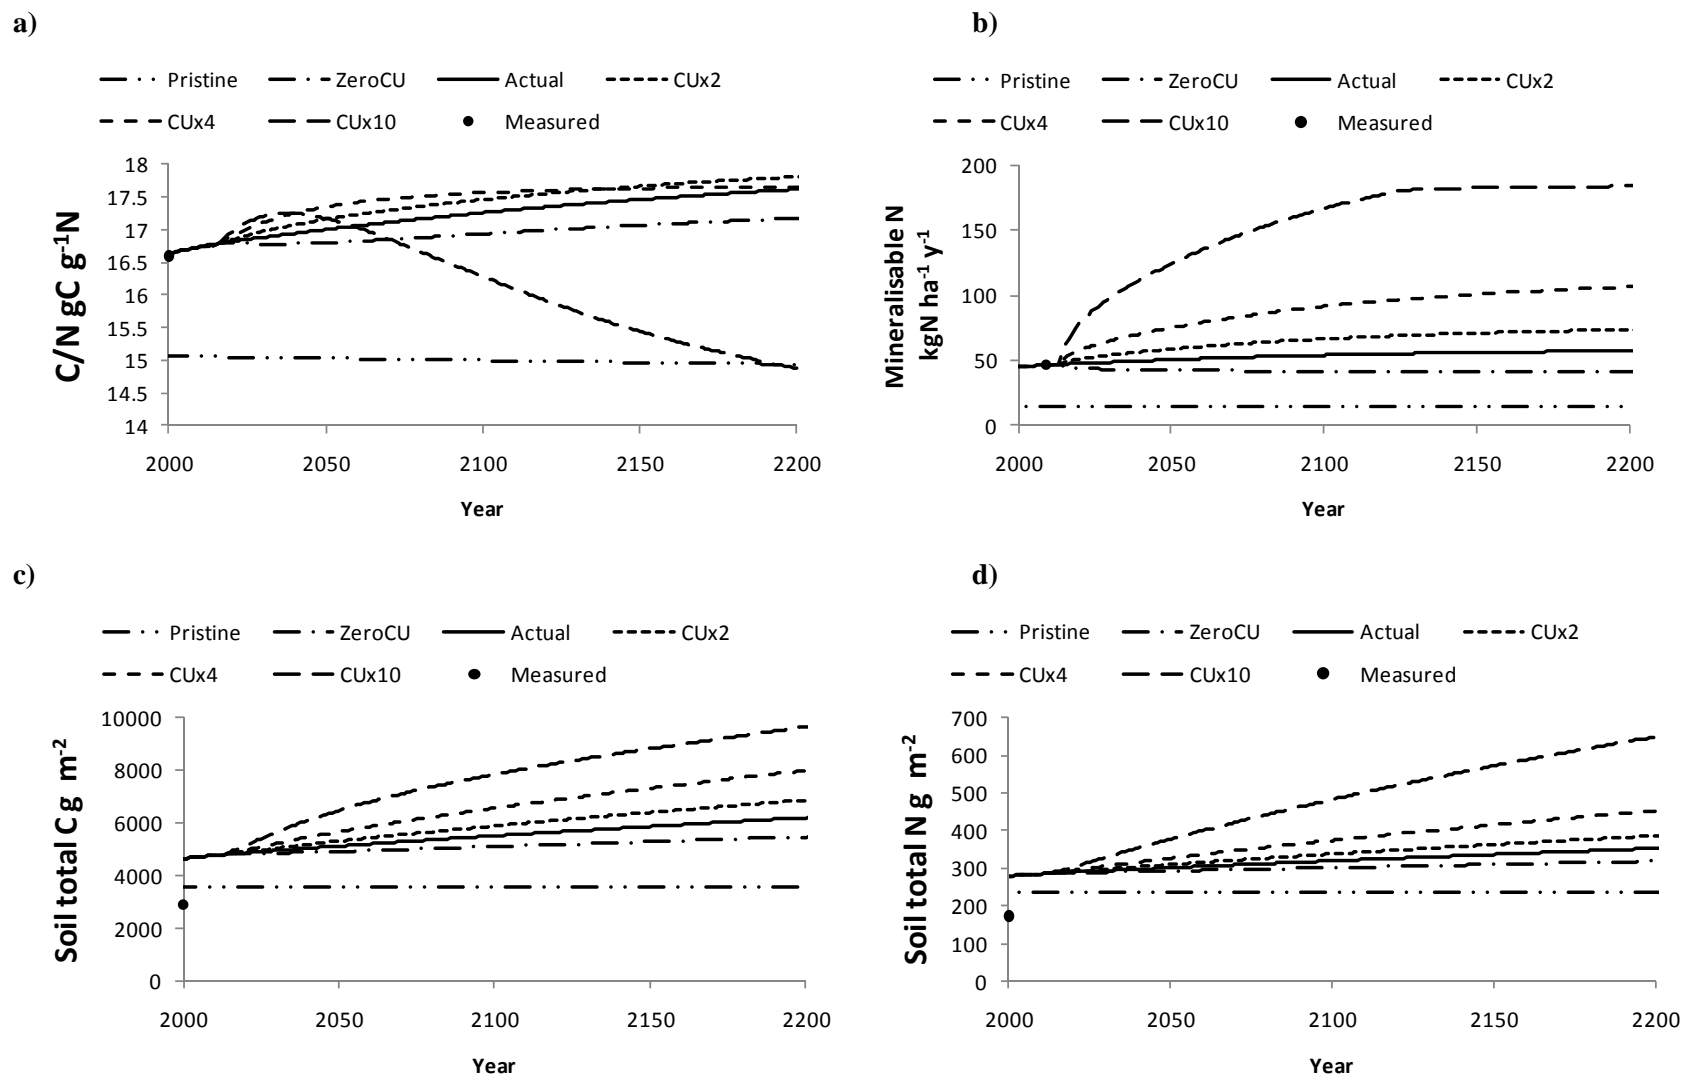 a)
Pristine ZeroCU Actual CUx2
CUx4 CUx10 Measured
18
17.5
17
16.5
16
15.5
15
14.5
14
C/N gC g⁻¹N
2000 2050 2100 2150 2200
Year
b)
Pristine ZeroCU Actual CUx2
CUx4 CUx10 Measured
200
150
100
50
0
Mineralisable N
kgN ha⁻¹ y⁻¹
2000 2050 2100 2150 2200
Year
c)
Pristine ZeroCU Actual CUx2
CUx4 CUx10 Measured
10000
8000
6000
4000
2000
0
Soil total C g m⁻²
2000 2050 2100 2150 2200
Year
d)
Pristine ZeroCU Actual CUx2
CUx4 CUx10 Measured
700
600
500
400
300
200
100
0
Soil total N g m⁻²
2000 2050 2100 2150 2200
Year